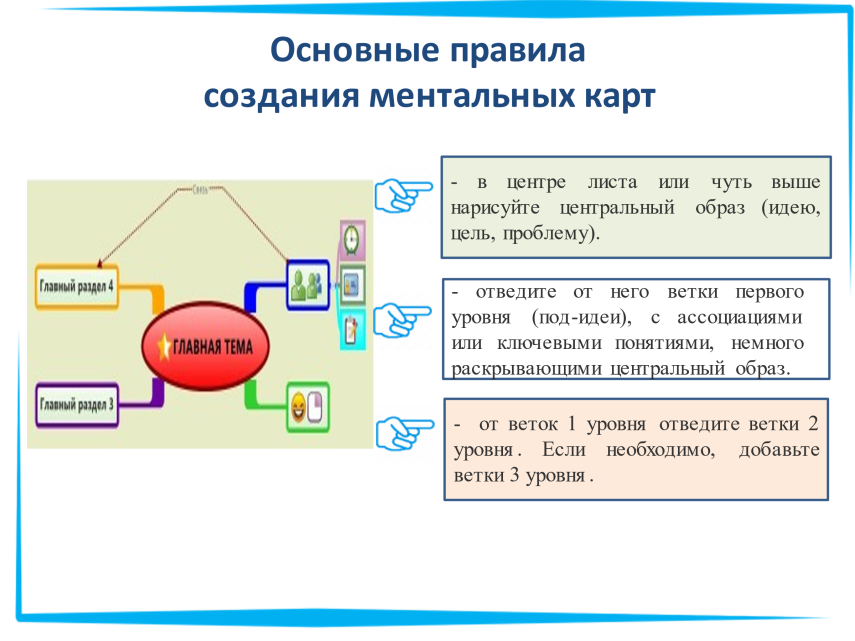 Основные правила
создания ментальных карт
Связь
Главный раздел 4
ГЛАВНАЯ ТЕМА
Главный раздел 3
- в центре листа или чуть выше
нарисуйте центральный образ (идею,
цель, проблему).
- отведите от него ветки первого
уровня (под-идеи), с ассоциациями
или ключевыми понятиями, немного
раскрывающими центральный образ.
- от веток 1 уровня отведите ветки 2
уровня . Если необходимо, добавьте
ветки 3 уровня .